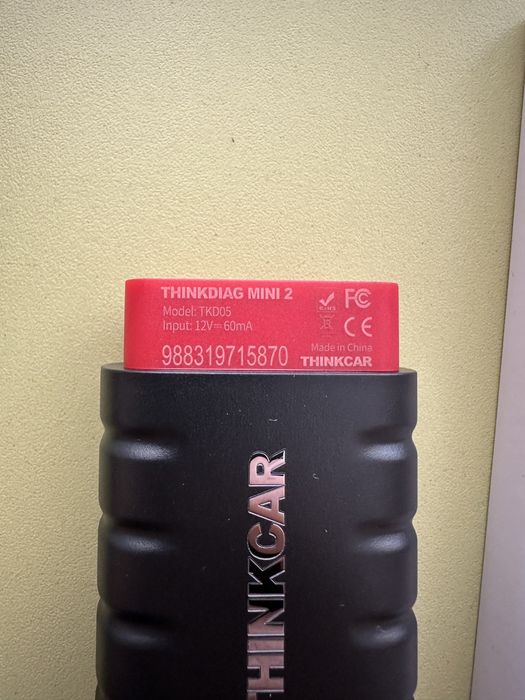 THINKDIAG MINI 2
Model: TKD05
Input: 12V⎓60mA
988319715870
FC
CE
Made in China
THINKCAR
THINKCAR